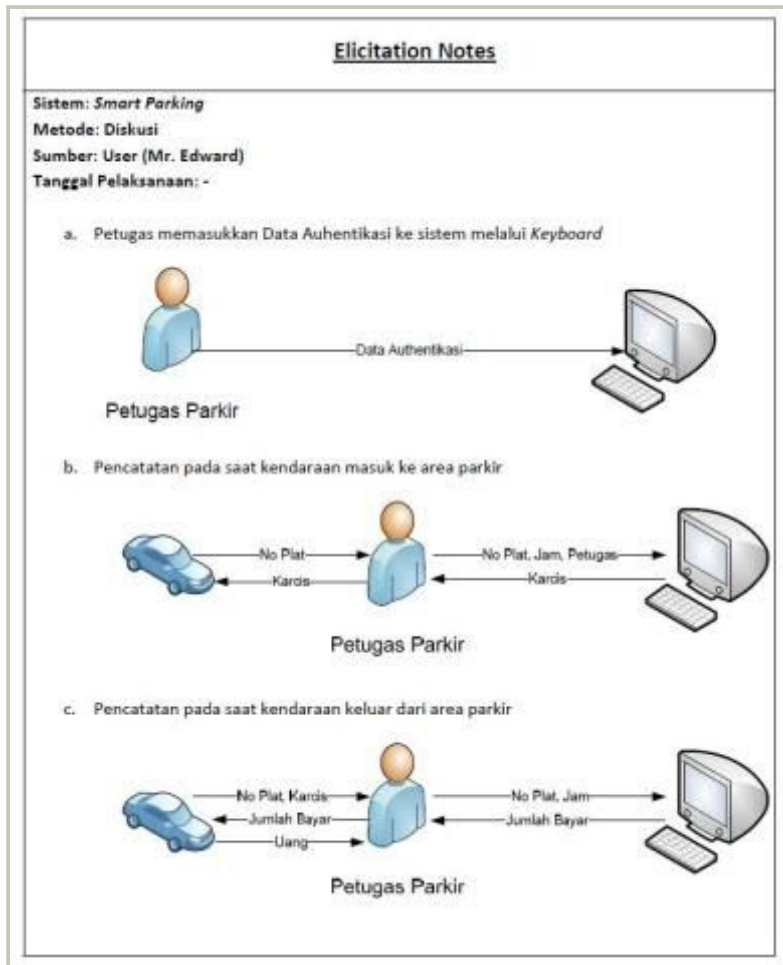 Elicitation Notes
Sistem: Smart Parking
Metode: Diskusi
Sumber: User (Mr. Edward)
Tanggal Pelaksanaan: -
a. Petugas memasukkan Data Auhentikasi ke sistem melalui Keyboard
Data Authentikasi
Petugas Parkir
b. Pencatatan pada saat kendaraan masuk ke area parkir
No Plat
No Plat, Jam, Petugas
Karcis
Karcis
Petugas Parkir
c. Pencatatan pada saat kendaraan keluar dari area parkir
No Plat, Karcis
No Plat, Jam
Jumlah Bayar
Jumlah Bayar
Uang
Petugas Parkir